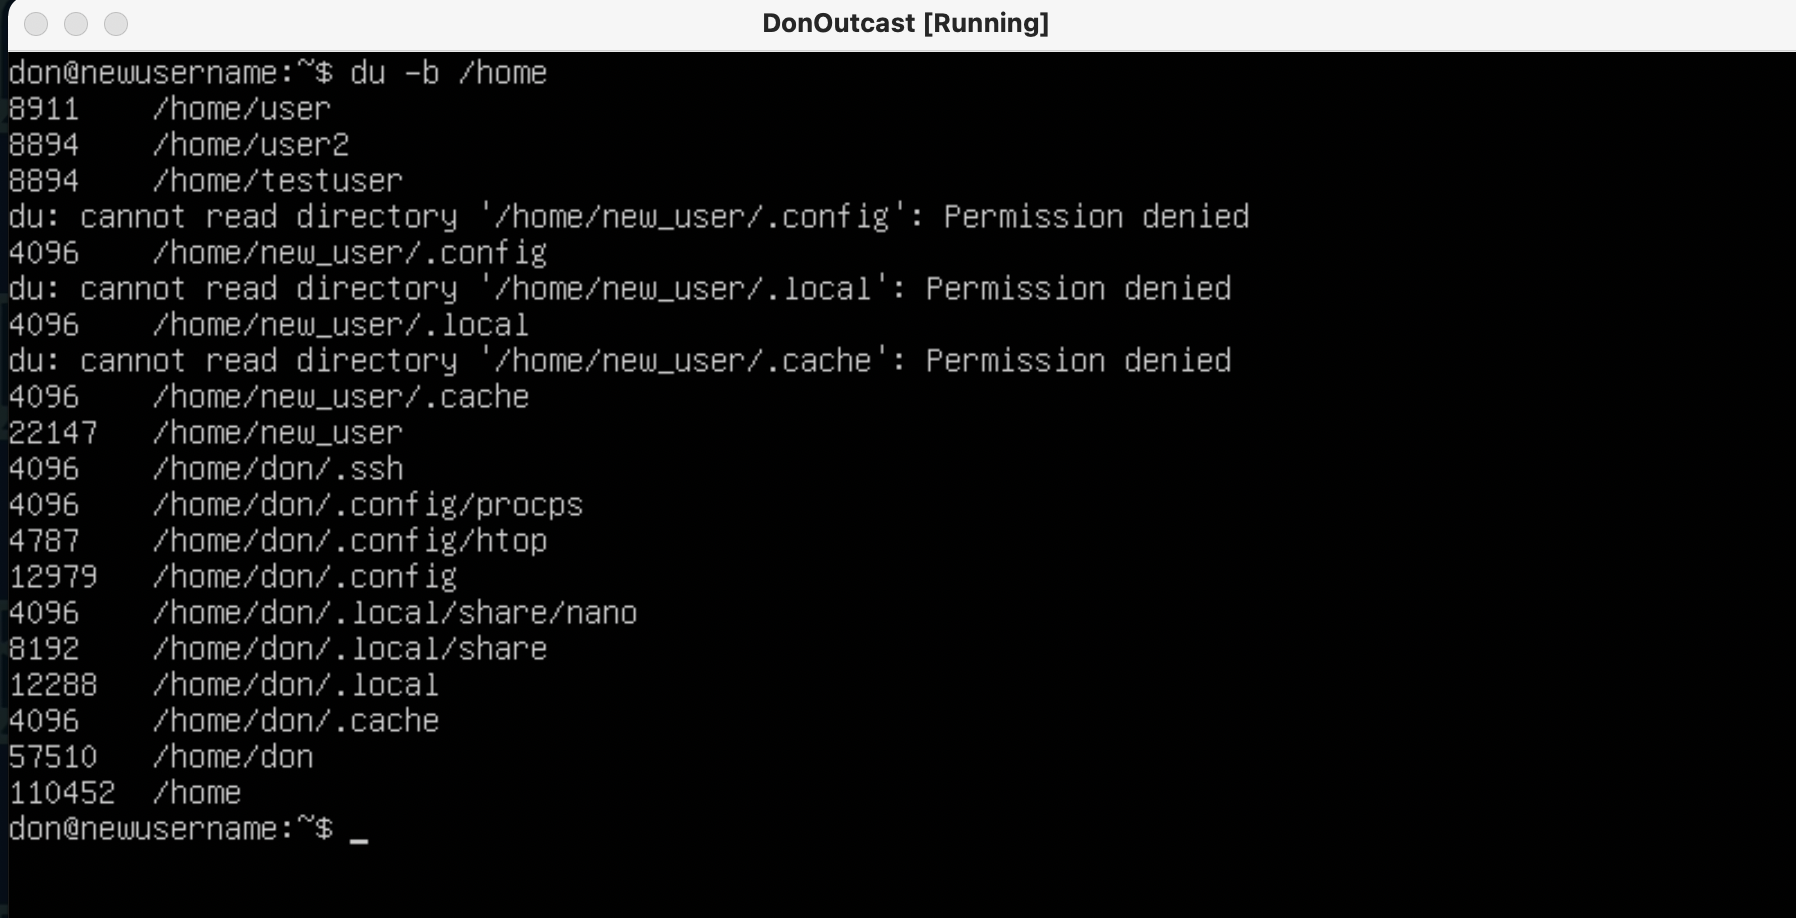 DonOutcast [Running]
don@newusername:~$ du -b /home
8911    /home/user
8894    /home/user2
8894    /home/testuser
du: cannot read directory '/home/new_user/.config': Permission denied
4096    /home/new_user/.config
du: cannot read directory '/home/new_user/.local': Permission denied
4096    /home/new_user/.local
du: cannot read directory '/home/new_user/.cache': Permission denied
4096    /home/new_user/.cache
22147   /home/new_user
4096    /home/don/.ssh
4096    /home/don/.config/procps
4787    /home/don/.config/htop
12979   /home/don/.config
4096    /home/don/.local/share/nano
8192    /home/don/.local/share
12288   /home/don/.local
4096    /home/don/.cache
57510   /home/don
110452  /home
don@newusername:~$ _